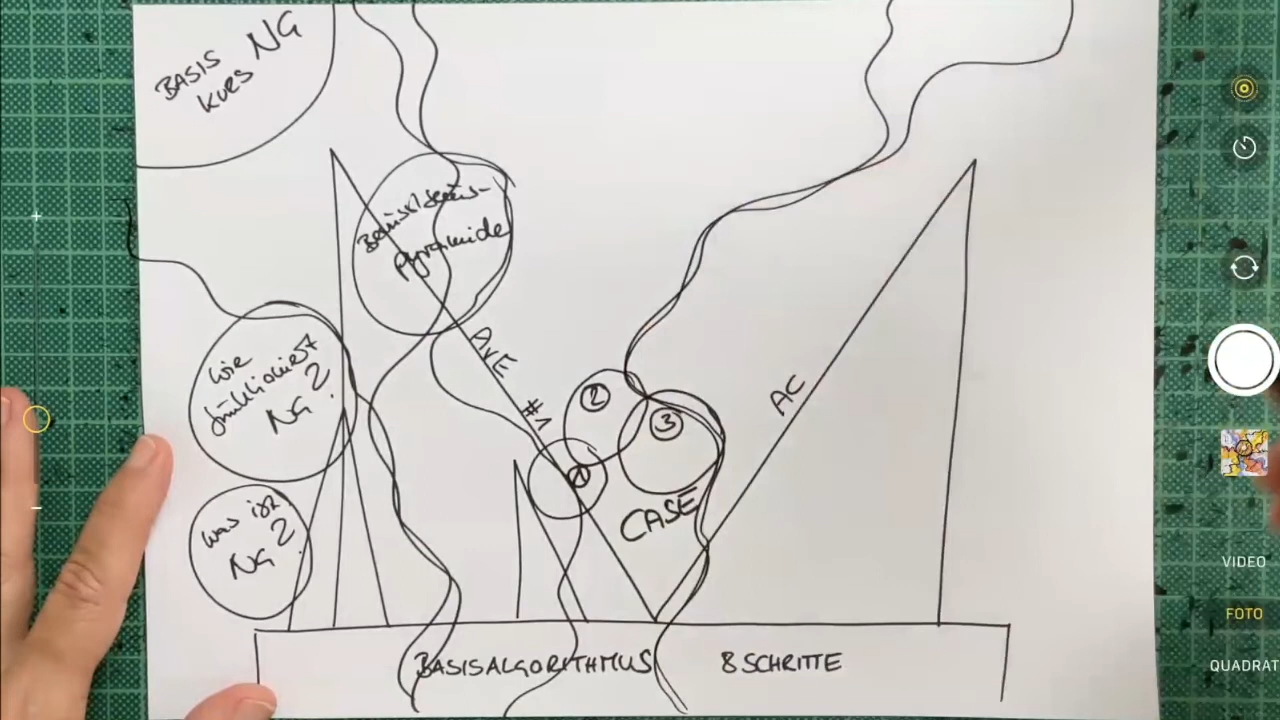 BASIS
KURS NG
Bewusstseins-
pyramide
wie
funktioniert
NG?
was ist
NG?
AVE
#1
1
2
3
CASE
AC
BASISALGORITHMUS 8 SCHRITTE
VIDEO
FOTO
QUADRAT